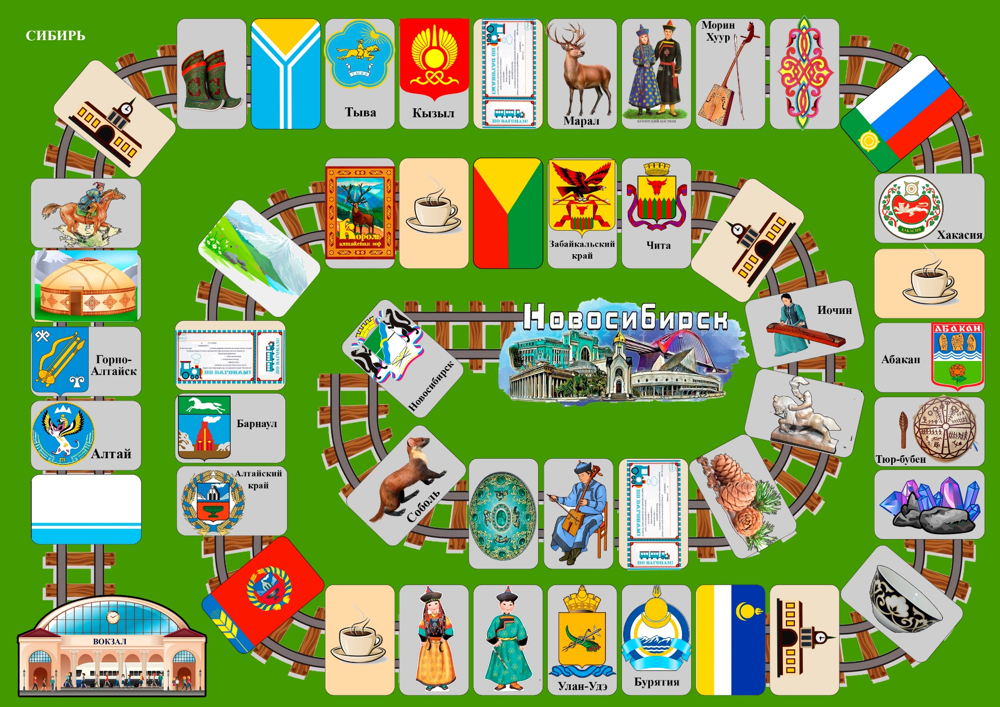 СИБИРЬ
ТЫВА
Тыва
Кызыл
ПО ВАГОНАМ!
ПО ВАГОНАМ!
Марал
БУРЯТСКИЙ КОСТЮМ
Морин
Хуур
Король
алтайских гор
Забайкальский
край
Чита
ХАКАСИЯ
Хакасия
АБАКАН
Абакан
Тюр-бубен
Иочин
Новосибирск
Новосибирск
Горно-
Алтайск
Алтай
ПО ВАГОНАМ!
ПО ВАГОНАМ!
Барнаул
Алтайский
край
Соболь
ПО ВАГОНАМ!
ПО ВАГОНАМ!
ВОКЗАЛ
Улан-Удэ
Бурятия